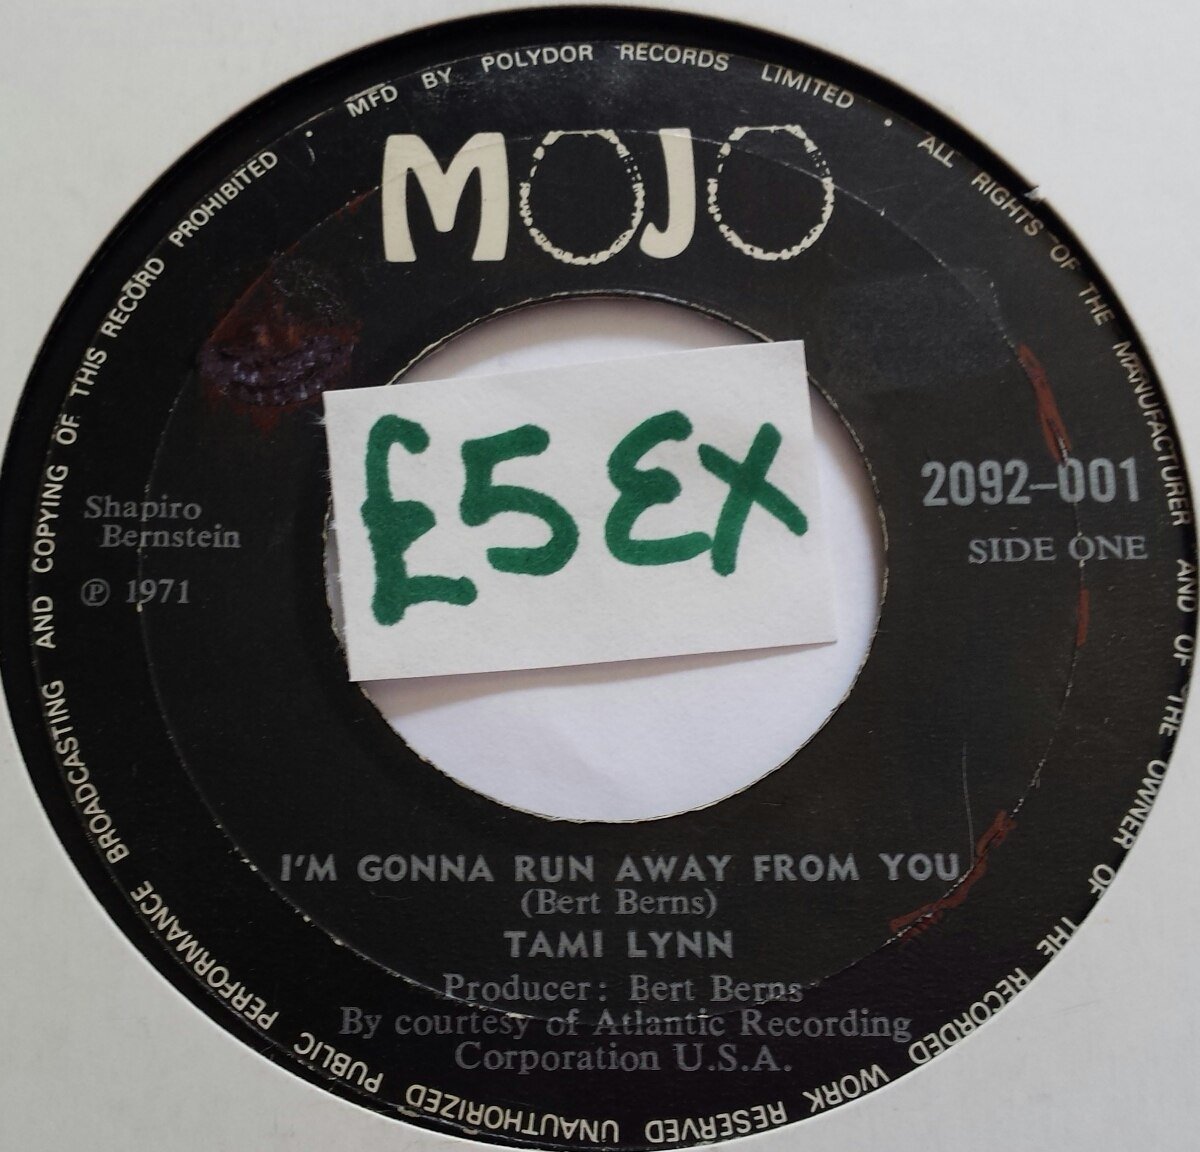 MFD BY POLYDOR RECORDS LIMITED • ALL RIGHTS OF THE MANUFACTURER AND OF THE OWNER OF THE RECORDED WORK RESERVED UNAUTHORIZED PUBLIC PERFORMANCE BROADCASTING AND COPYING OF THIS RECORD PROHIBITED •
MOJO
£5 EX
2092-001
SIDE ONE
Shapiro
Bernstein
℗ 1971
I'M GONNA RUN AWAY FROM YOU
(Bert Berns)
TAMI LYNN
Producer: Bert Berns
By courtesy of Atlantic Recording
Corporation U.S.A.